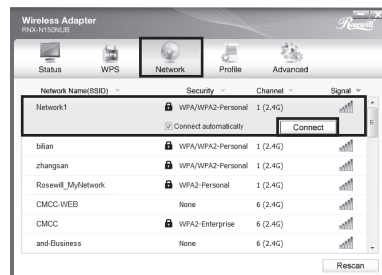 Wireless Adapter
RNX-N150NUB
Rosewill
Status WPS Network Profile Advanced
Network Name(SSID) Security Channel Signal
Network1 WPA/WPA2-Personal 1 (2.4G)
Connect automatically Connect
bilian WPA/WPA2-Personal 1 (2.4G)
zhangsan WPA/WPA2-Personal 1 (2.4G)
Rosewill_MyNetwork WPA2-Personal 1 (2.4G)
CMCC-WEB None 6 (2.4G)
CMCC WPA2-Enterprise 6 (2.4G)
and-Business None 6 (2.4G)
Rescan